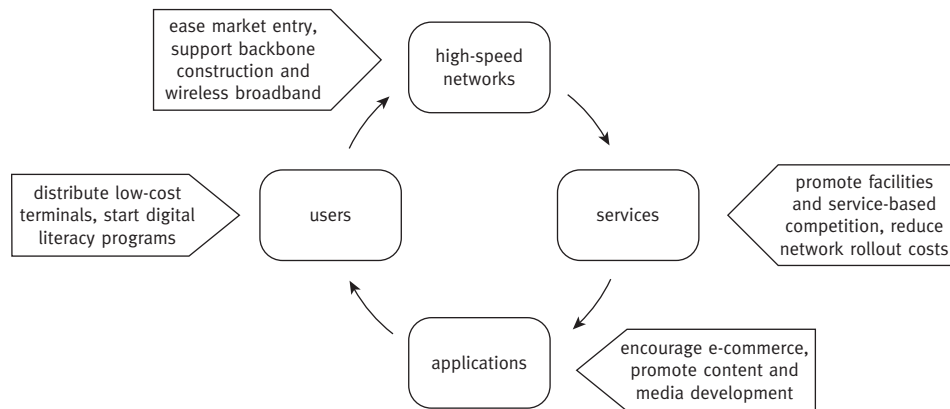 ease market entry,
support backbone
construction and
wireless broadband
high-speed
networks
distribute low-cost
terminals, start digital
literacy programs
users
services
promote facilities
and service-based
competition, reduce
network rollout costs
applications
encourage e-commerce,
promote content and
media development